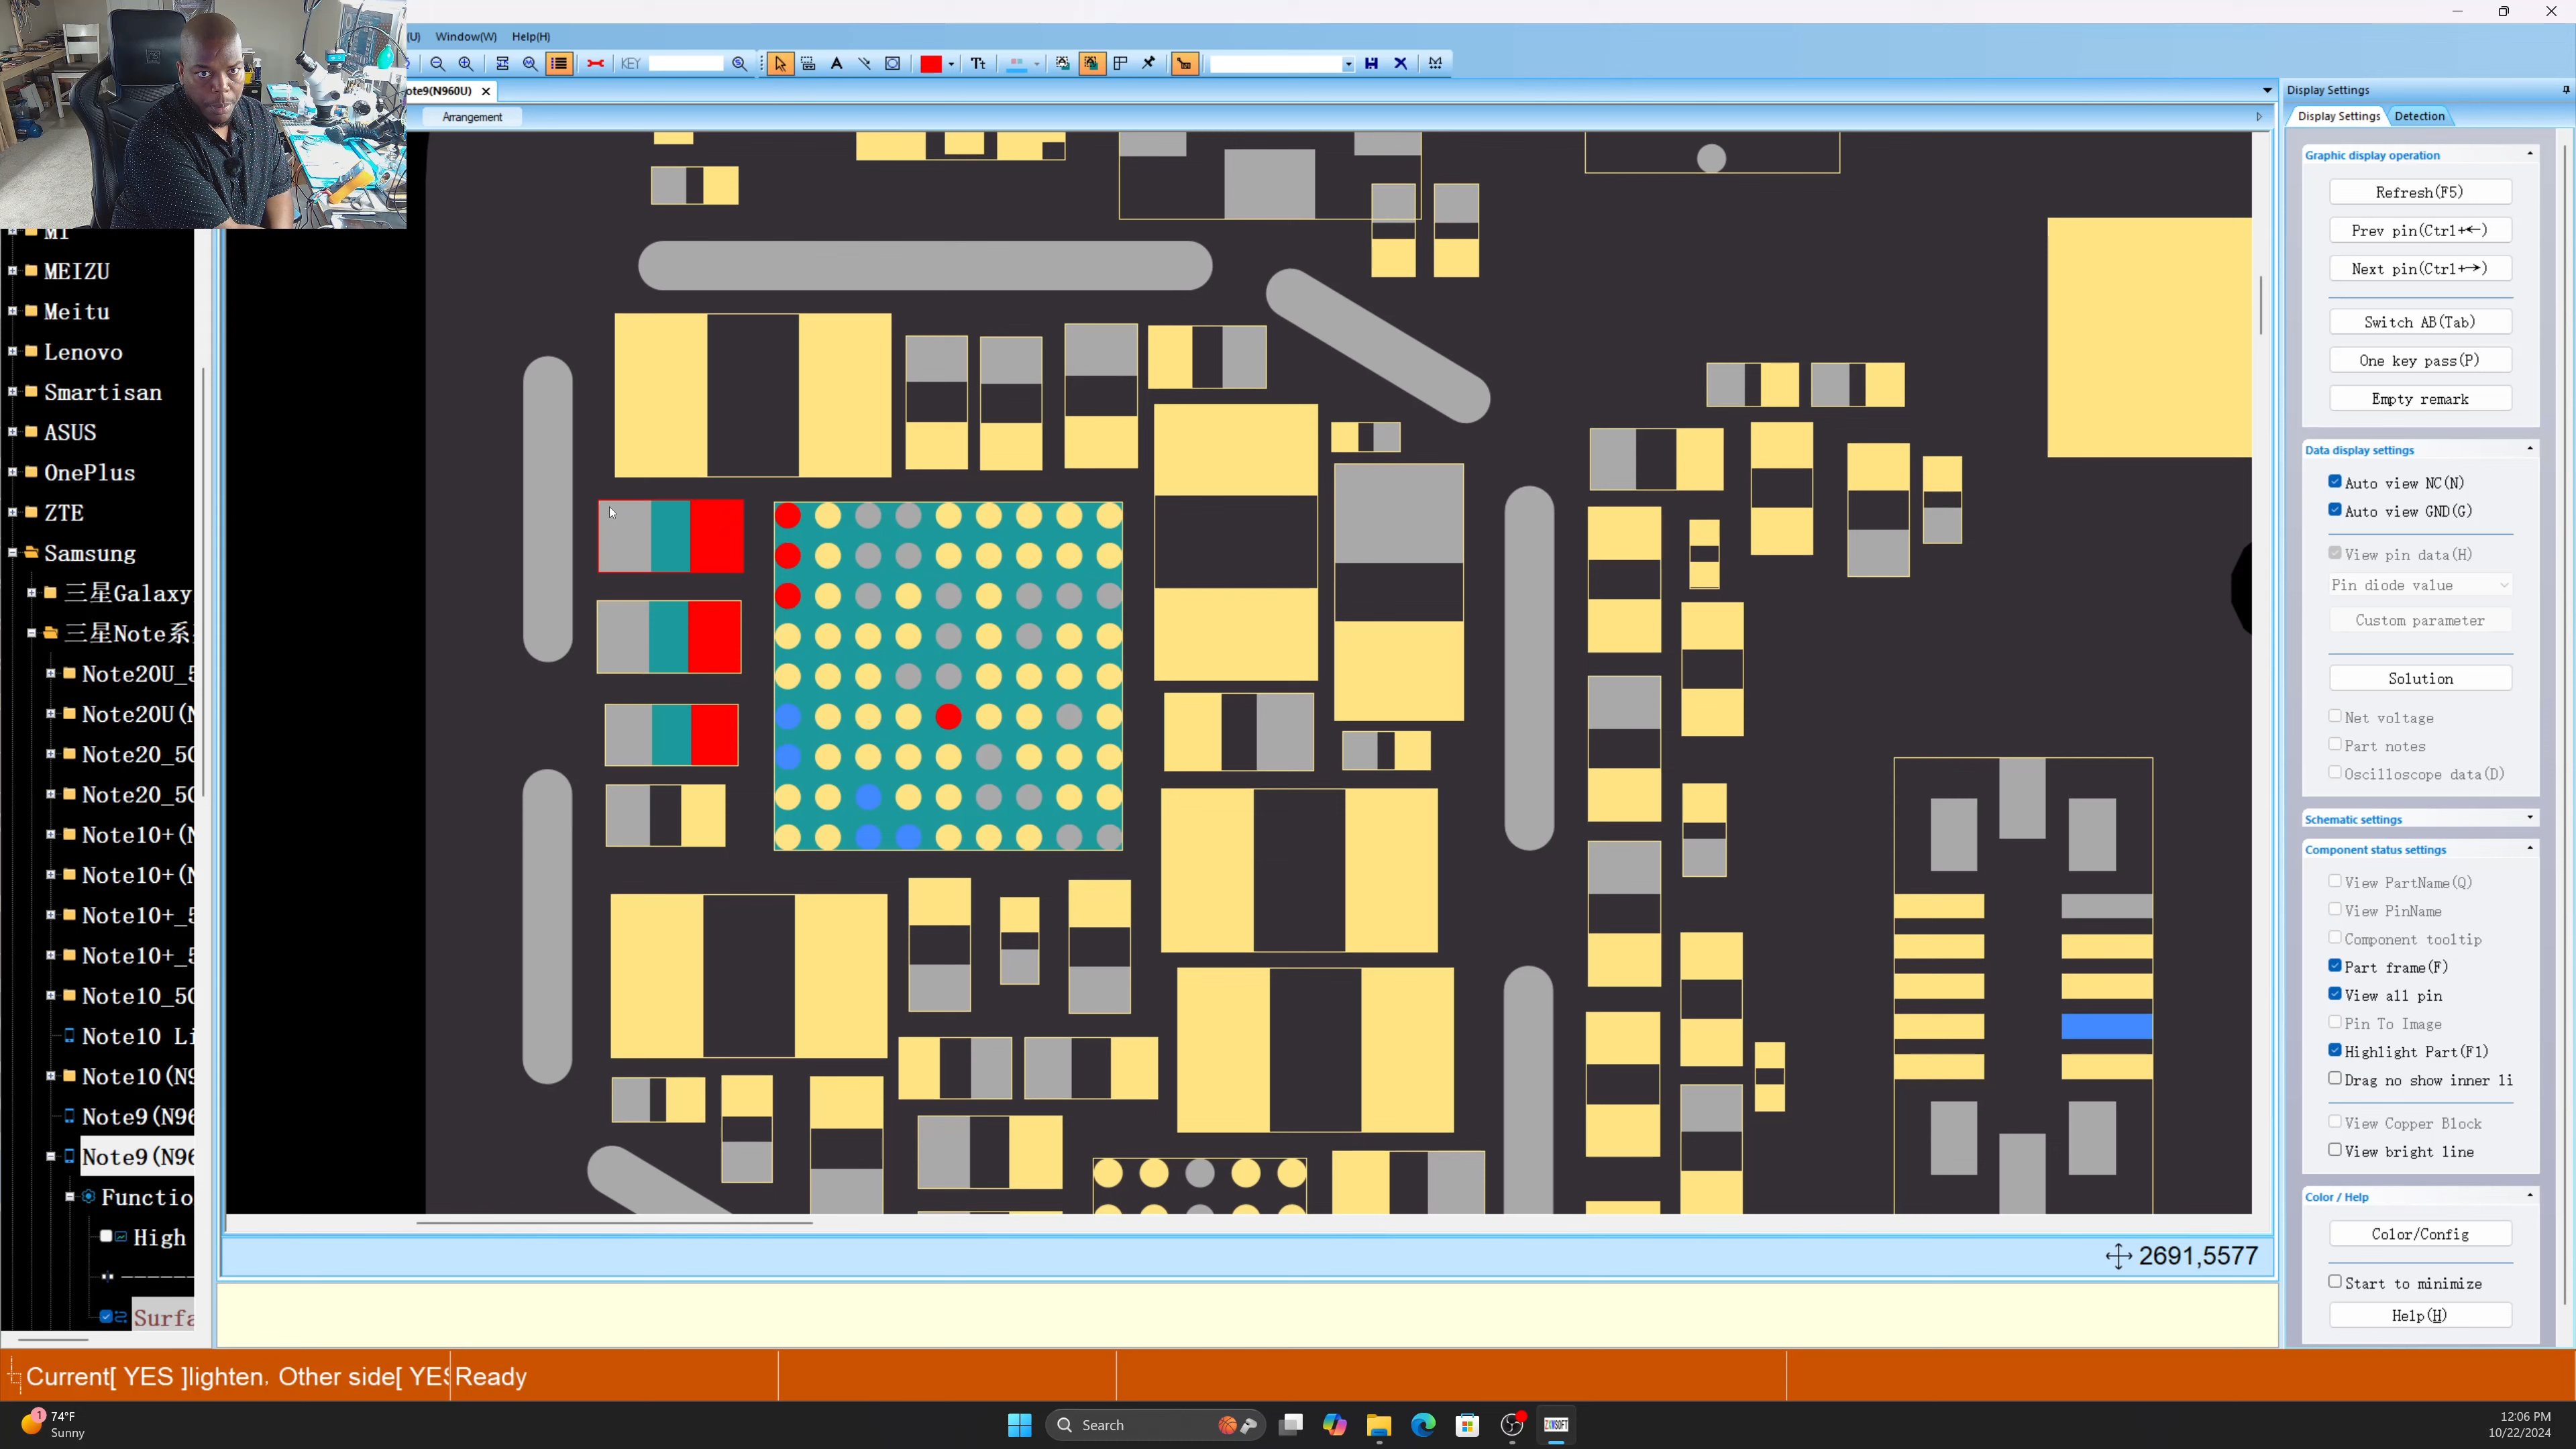 (U)
Window(W)
Help(H)
KEY
Tt
ote9(N960U)
Arrangement
MEIZU
Meitu
Lenovo
Smartisan
ASUS
OnePlus
ZTE
Samsung
三星Galaxy
三星Note系
Note20U_5
Note20U(N
Note20_5G
Note20_5G
Note10+(N
Note10+(N
Note10+_5
Note10+_5
Note10_5G
Note10 Li
Note10(N9
Note9(N96
Note9(N96
Functio
High
Surfa
Display Settings
Display Settings
Detection
Graphic display operation
Refresh(F5)
Prev pin(Ctrl+←)
Next pin(Ctrl+→)
Switch AB(Tab)
One key pass(P)
Empty remark
Data display settings
Auto view NC(N)
Auto view GND(G)
View pin data(H)
Pin diode value
Custom parameter
Solution
Net voltage
Part notes
Oscilloscope data(D)
Schematic settings
Component status settings
View PartName(Q)
View PinName
Component tooltip
Part frame(F)
View all pin
Pin To Image
Highlight Part(F1)
Drag no show inner li
View Copper Block
View bright line
Color / Help
Color/Config
Start to minimize
Help(H)
2691,5577
Current[ YES ]lighten, Other side[ YES
Ready
1
74°F
Sunny
Search
ZXWSOFT
12:06 PM
10/22/2024